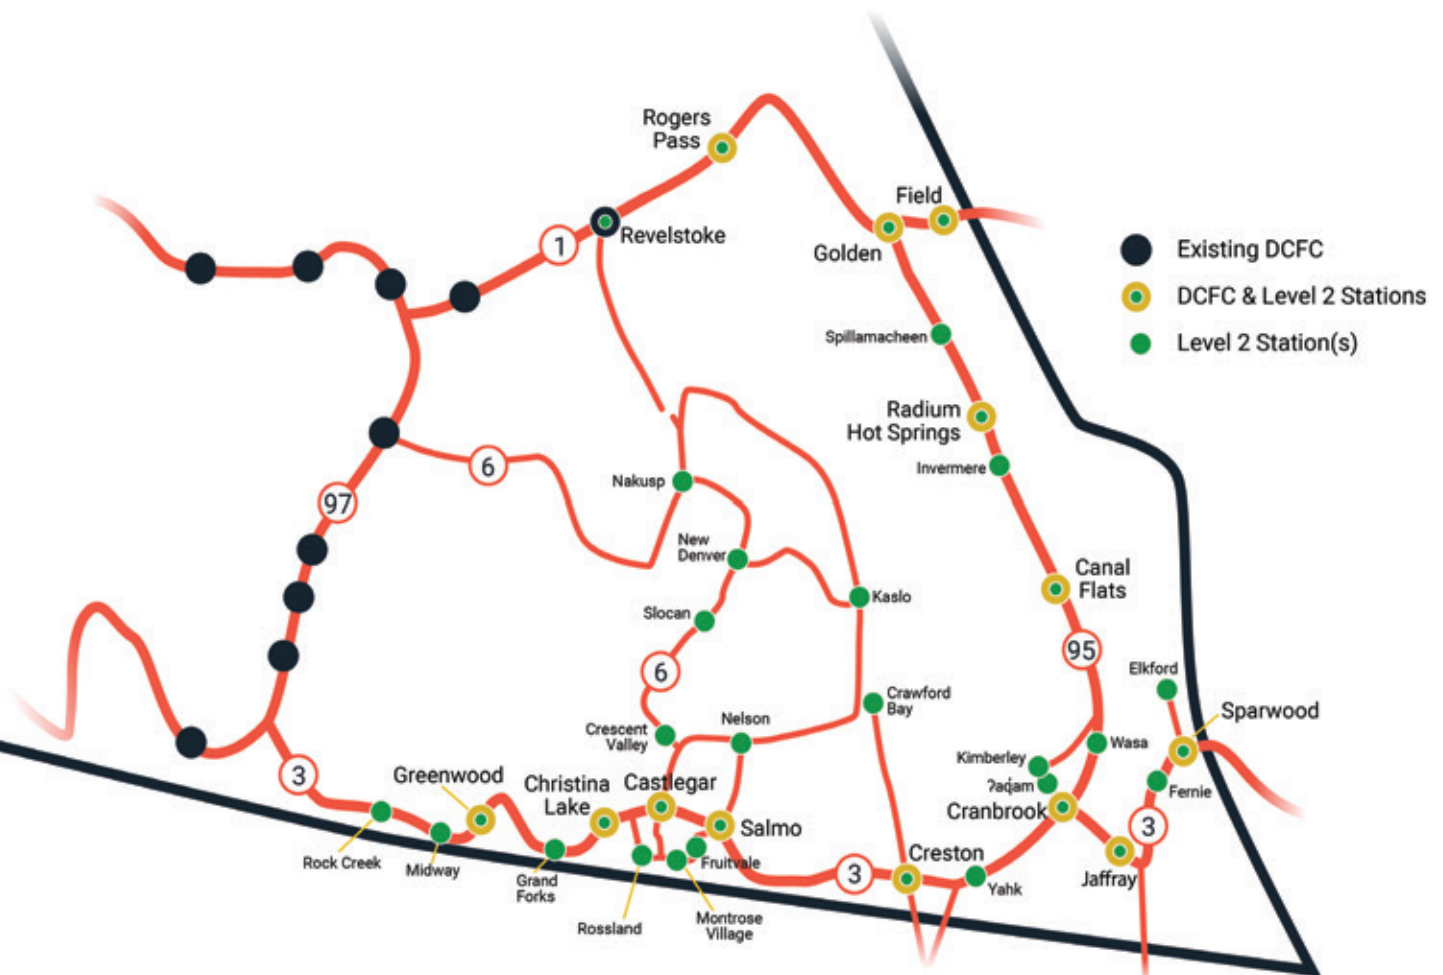 Rogers
Pass
Field
1
Revelstoke
Golden
Existing DCFC
DCFC & Level 2 Stations
Level 2 Station(s)
Spillamacheen
Radium
Hot Springs
Invermere
6
Nakusp
97
New
Denver
Canal
Flats
Kaslo
Slocan
95
6
Elkford
Crawford
Bay
Sparwood
Nelson
Crescent
Valley
Wasa
Kimberley
3
Greenwood
Christina
Lake
Castlegar
ʔaq̓am
Fernie
Cranbrook
3
Salmo
Rock Creek
Midway
Grand
Forks
Fruitvale
Creston
3
Jaffray
Yahk
Rossland
Montrose
Village